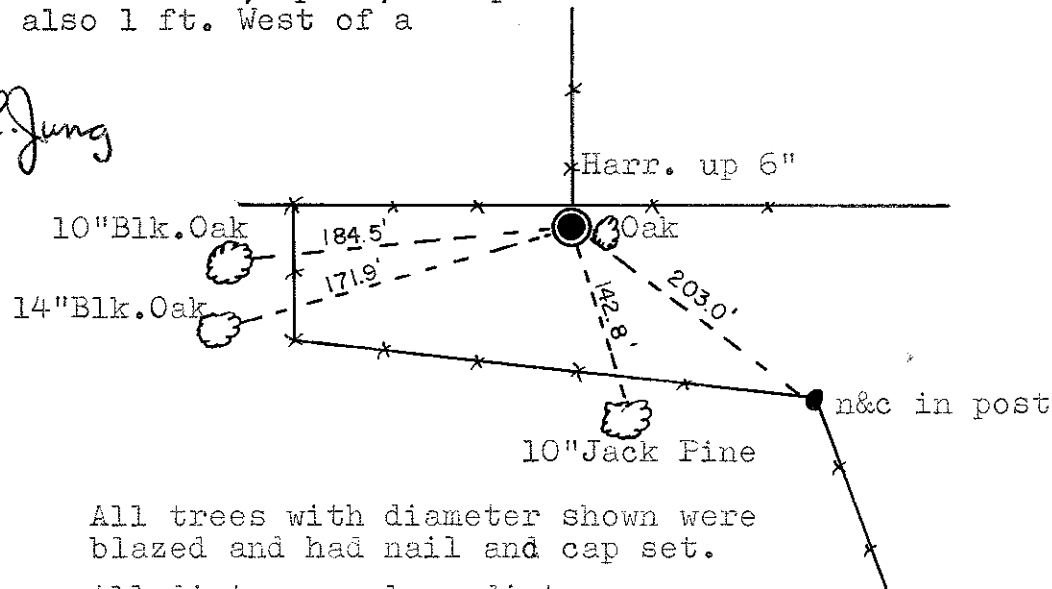 also 1 ft. West of a
Jung
Harr. up 6"
10"Blk.Oak
184.5'
Oak
171.9'
203.0'
14"Blk.Oak
142.8'
n&c in post
10"Jack Pine
All trees with diameter shown were
blazed and had nail and cap set.